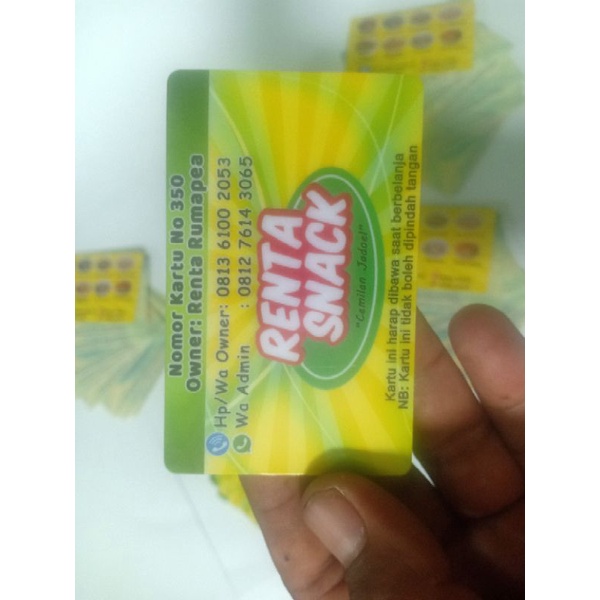 Nomor Kartu No 350
Owner: Renta Rumapea
Hp/Wa Owner: 0813 6100 2053
Wa Admin : 0812 7614 3065
RENTA
SNACK
"Camilan Jadoel"
Kartu ini harap dibawa saat berbelanja
NB: Kartu ini tidak boleh dipindah tangan